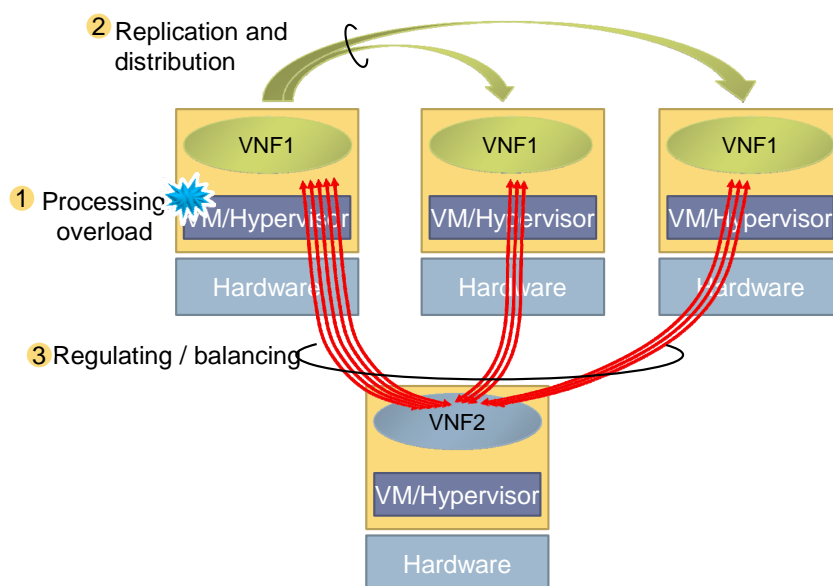 2 Replication and
distribution
VNF1
VNF1
VNF1
1 Processing
overload
VM/Hypervisor
VM/Hypervisor
VM/Hypervisor
Hardware
Hardware
Hardware
3 Regulating / balancing
VNF2
VM/Hypervisor
Hardware